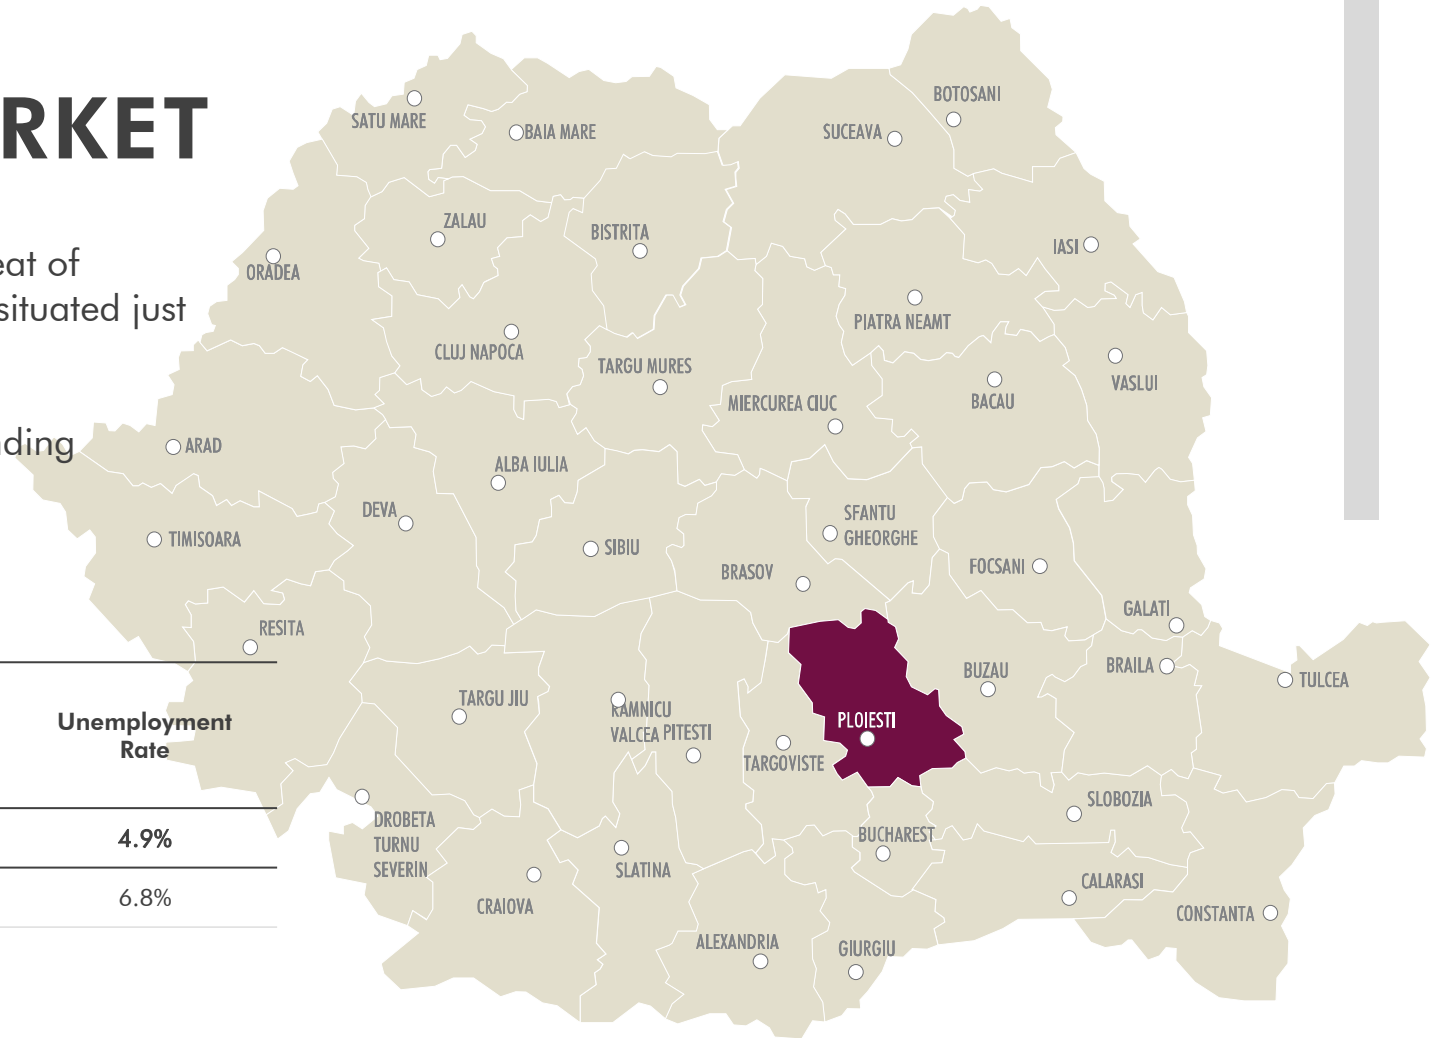 RKET
eat of
situated just
nding
Unemployment
Rate
4.9%
6.8%
BOTOSANI
SATU MARE
BAIA MARE
SUCEAVA
ZALAU
BISTRITA
IASI
ORADEA
PIATRA NEAMT
CLUJ NAPOCA
TARGU MURES
VASLUI
MIERCUREA CIUC
BACAU
ARAD
ALBA IULIA
DEVA
SFANTU
GHEORGHE
TIMISOARA
SIBIU
BRASOV
FOCSANI
GALATI
RESITA
BRAILA
BUZAU
TULCEA
TARGU JIU
RAMNICU
VALCEA
PITESTI
PLOIESTI
TARGOVISTE
SLOBOZIA
DROBETA
TURNU
SEVERIN
BUCHAREST
SLATINA
CALARASI
CRAIOVA
CONSTANTA
ALEXANDRIA
GIURGIU